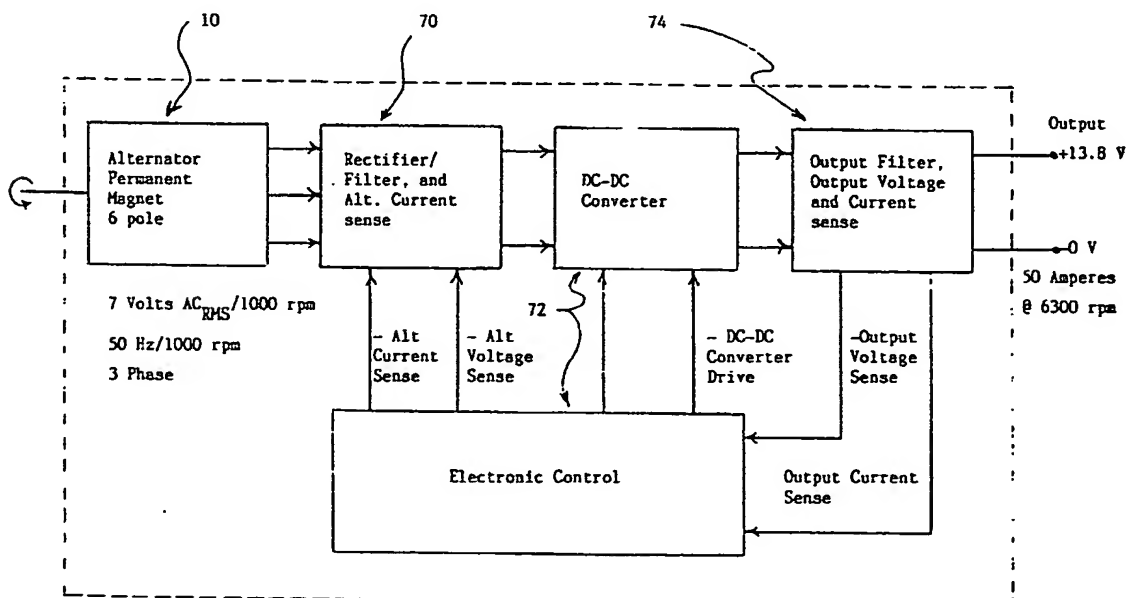 10
70
74
Alternator
Permanent
Magnet
6 pole
Rectifier/
Filter, and
Alt. Current
sense
DC-DC
Converter
Output Filter,
Output Voltage
and Current
sense
Output
+13.8 V
0 V
50 Amperes
@ 6300 rpm
7 Volts AC RMS/1000 rpm
50 Hz/1000 rpm
3 Phase
- Alt
Current
Sense
- Alt
Voltage
Sense
72
- DC-DC
Converter
Drive
-Output
Voltage
Sense
Electronic Control
Output Current
Sense